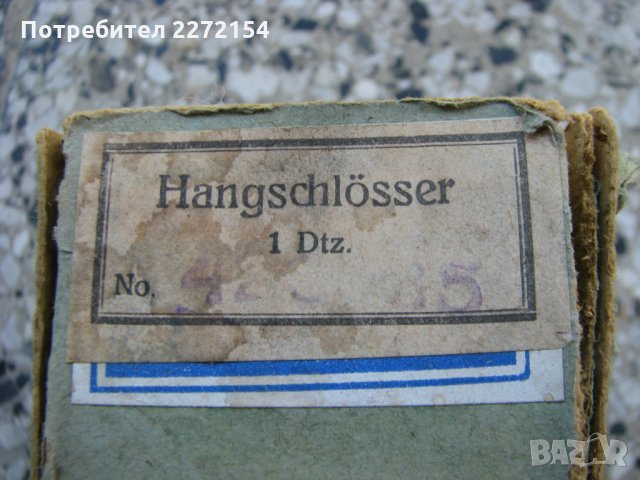 Потребител 2272154
Hangschlösser
1 Dtz.
No.
BAZAR